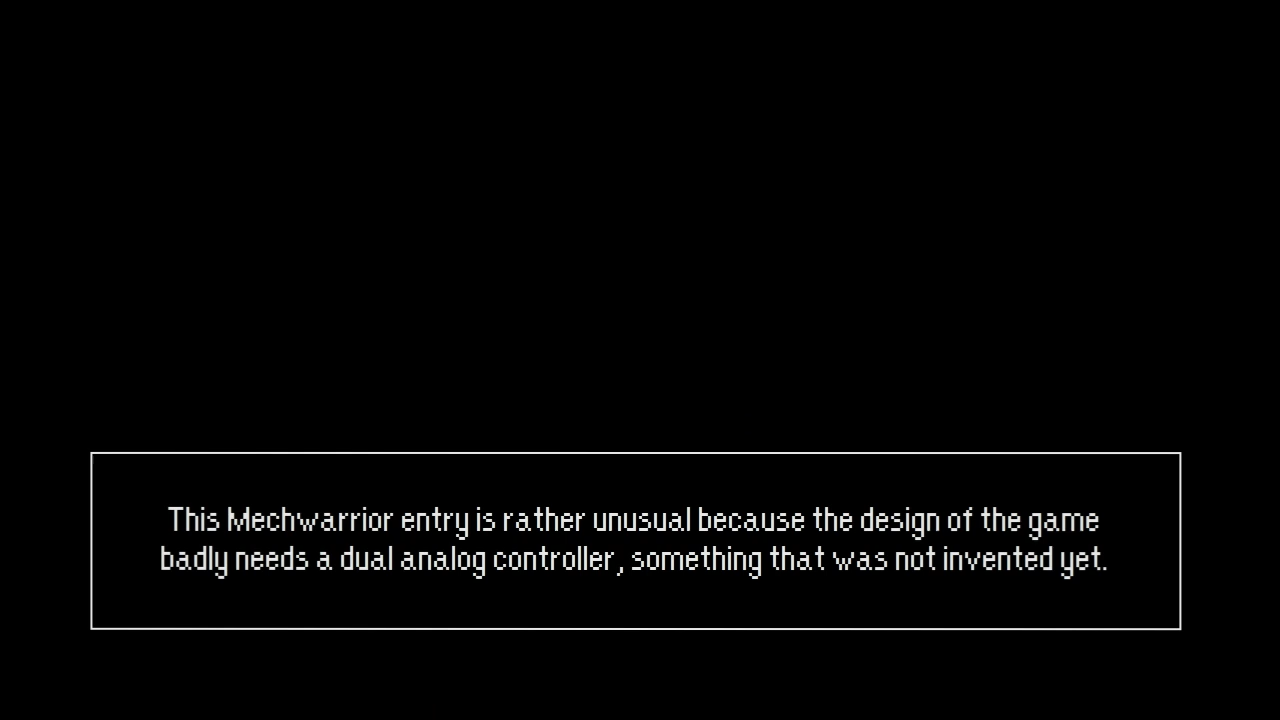 This Mechwarrior entry is rather unusual because the design of the game
badly needs a dual analog controller, something that was not invented yet.